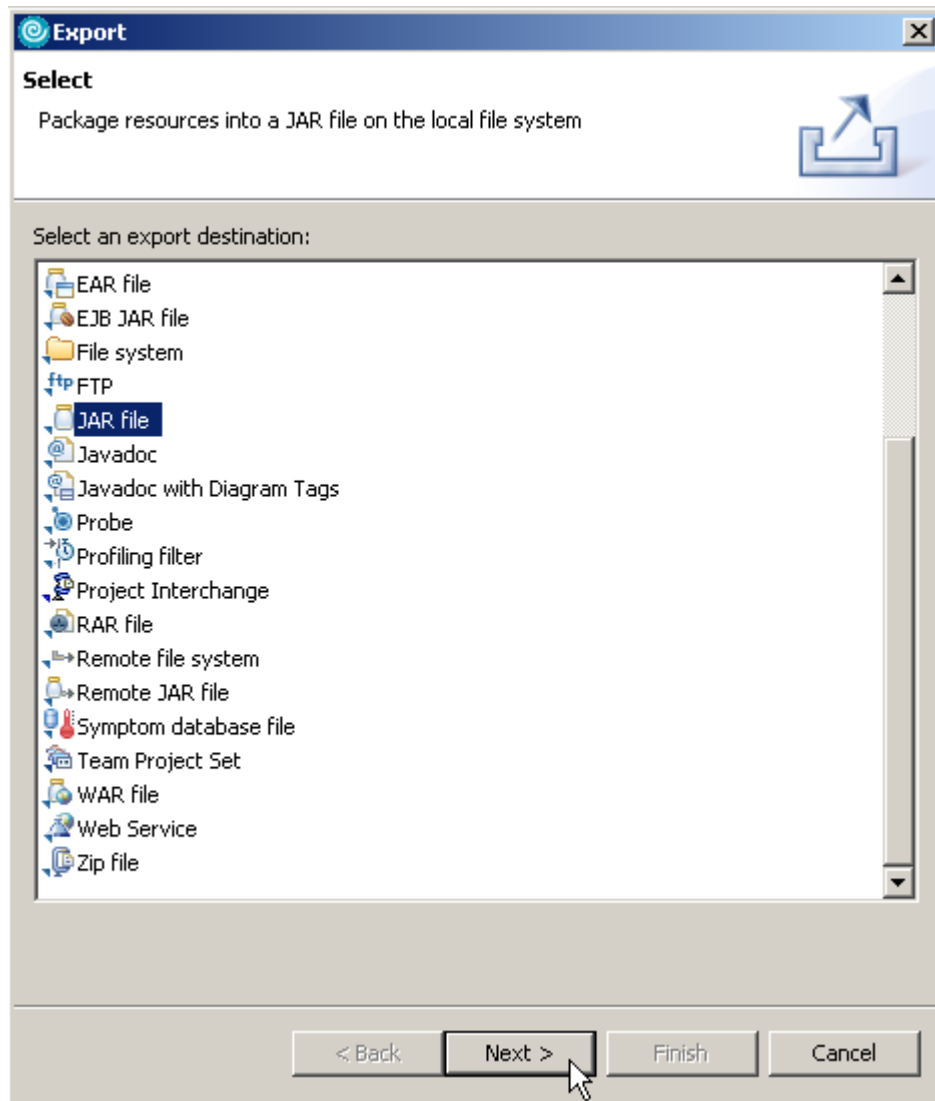 Export
Select
Package resources into a JAR file on the local file system
Select an export destination:
EAR file
EJB JAR file
File system
ftp FTP
JAR file
Javadoc
Javadoc with Diagram Tags
Probe
Profiling filter
Project Interchange
RAR file
Remote file system
Remote JAR file
Symptom database file
Team Project Set
WAR file
Web Service
Zip file
< Back Next > Finish Cancel